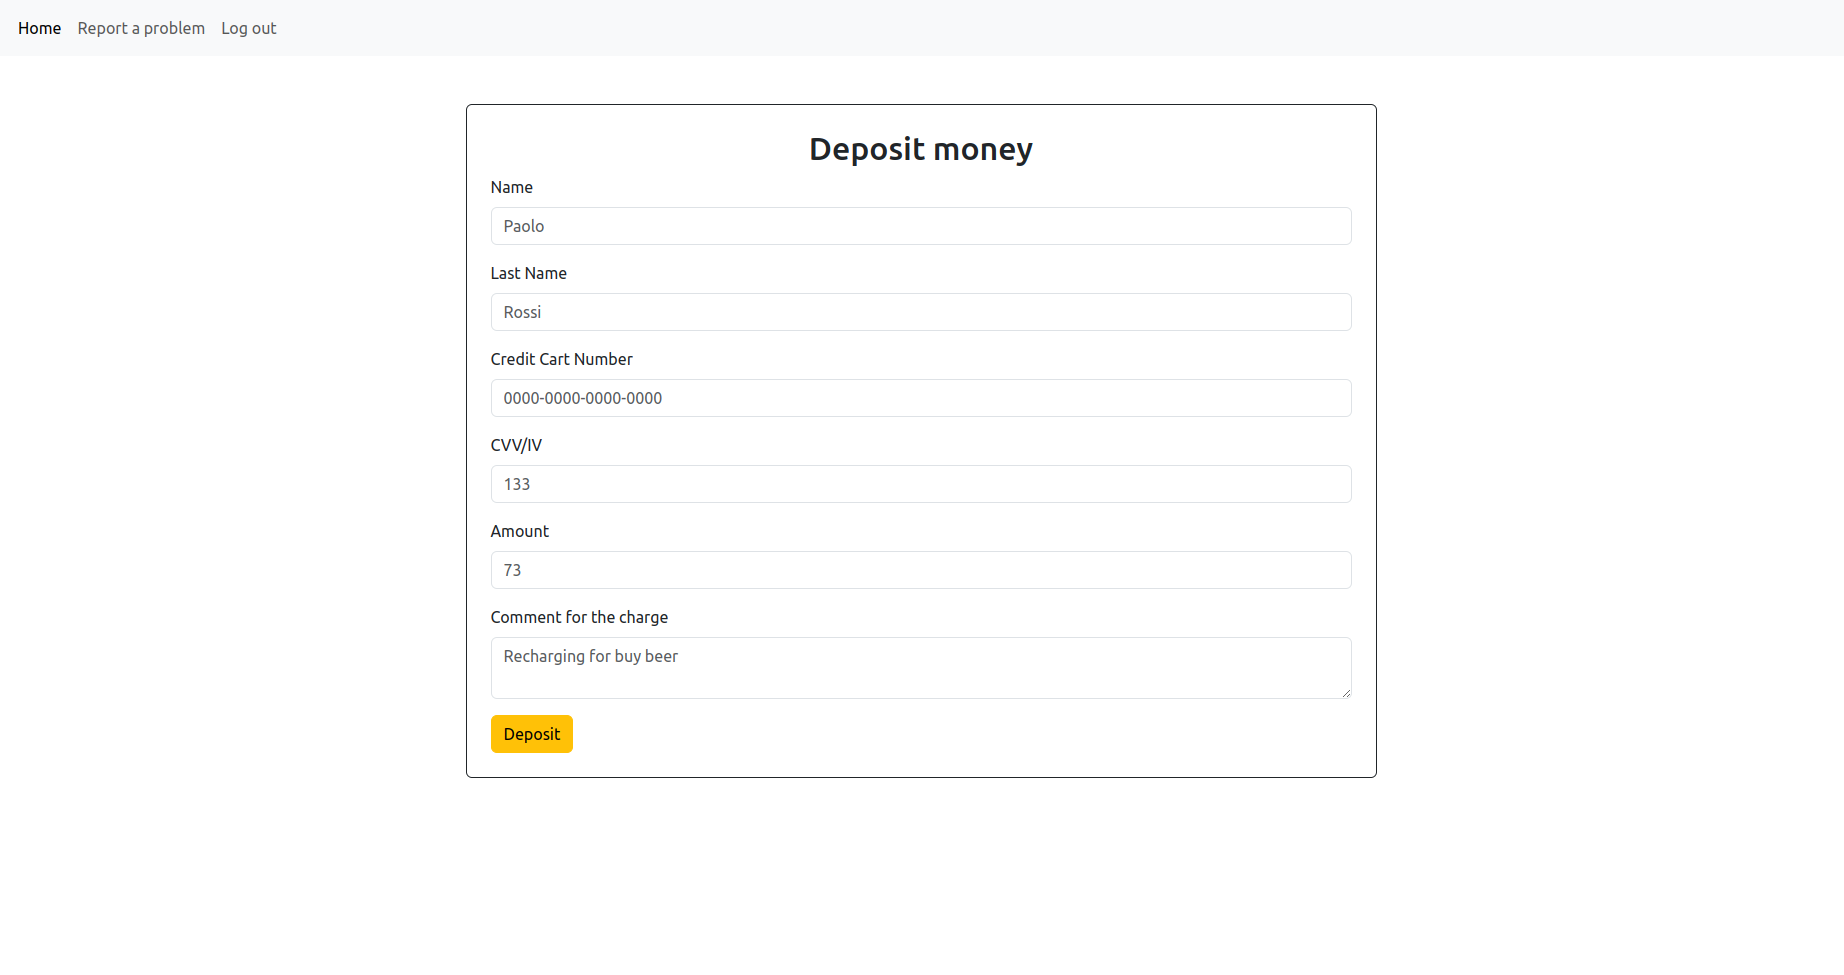 Home Report a problem Log out
Deposit money
Name
Paolo
Last Name
Rossi
Credit Cart Number
0000-0000-0000-0000
CVV/IV
133
Amount
73
Comment for the charge
Recharging for buy beer
Deposit